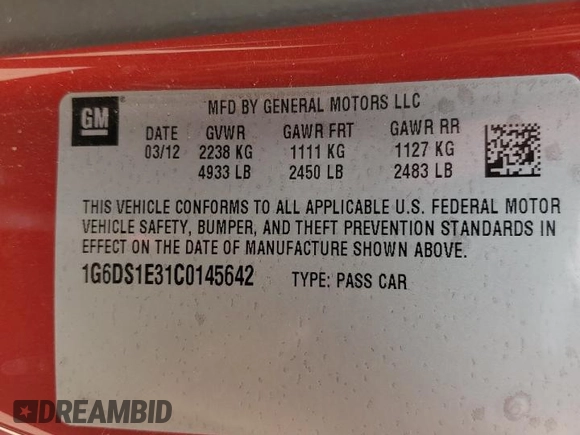 GM
MFD BY GENERAL MOTORS LLC
DATE GVWR GAWR FRT GAWR RR
03/12 2238 KG 1111 KG 1127 KG
4933 LB 2450 LB 2483 LB
THIS VEHICLE CONFORMS TO ALL APPLICABLE U.S. FEDERAL MOTOR
VEHICLE SAFETY, BUMPER, AND THEFT PREVENTION STANDARDS IN
EFFECT ON THE DATE OF MANUFACTURE SHOWN ABOVE.
1G6DS1E31C0145642 TYPE: PASS CAR
DREAMBID